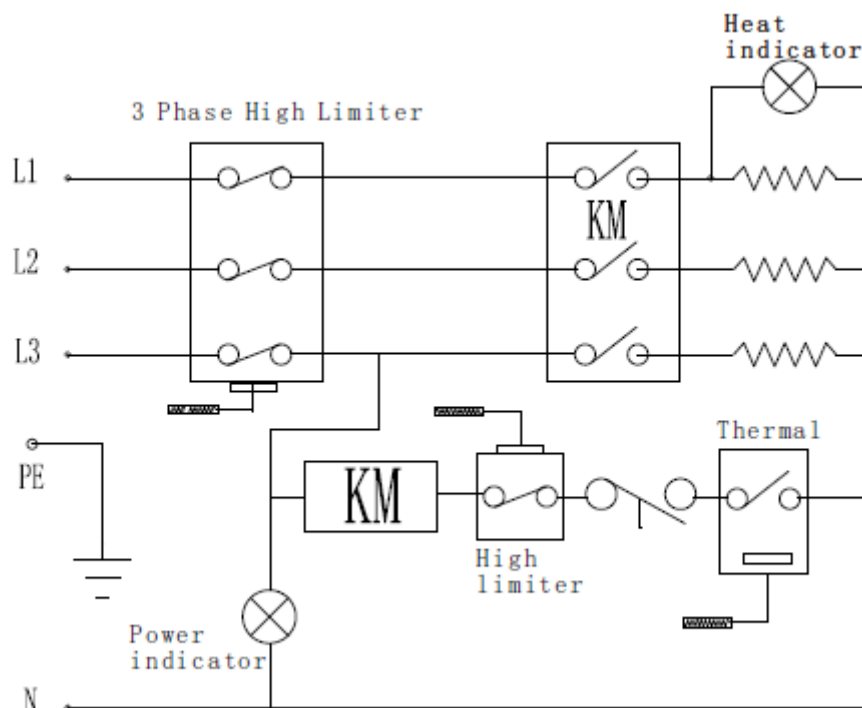 Heat
indicator
3 Phase High Limiter
L1
KM
L2
L3
Thermal
PE
KM
High
limiter
Power
indicator
N